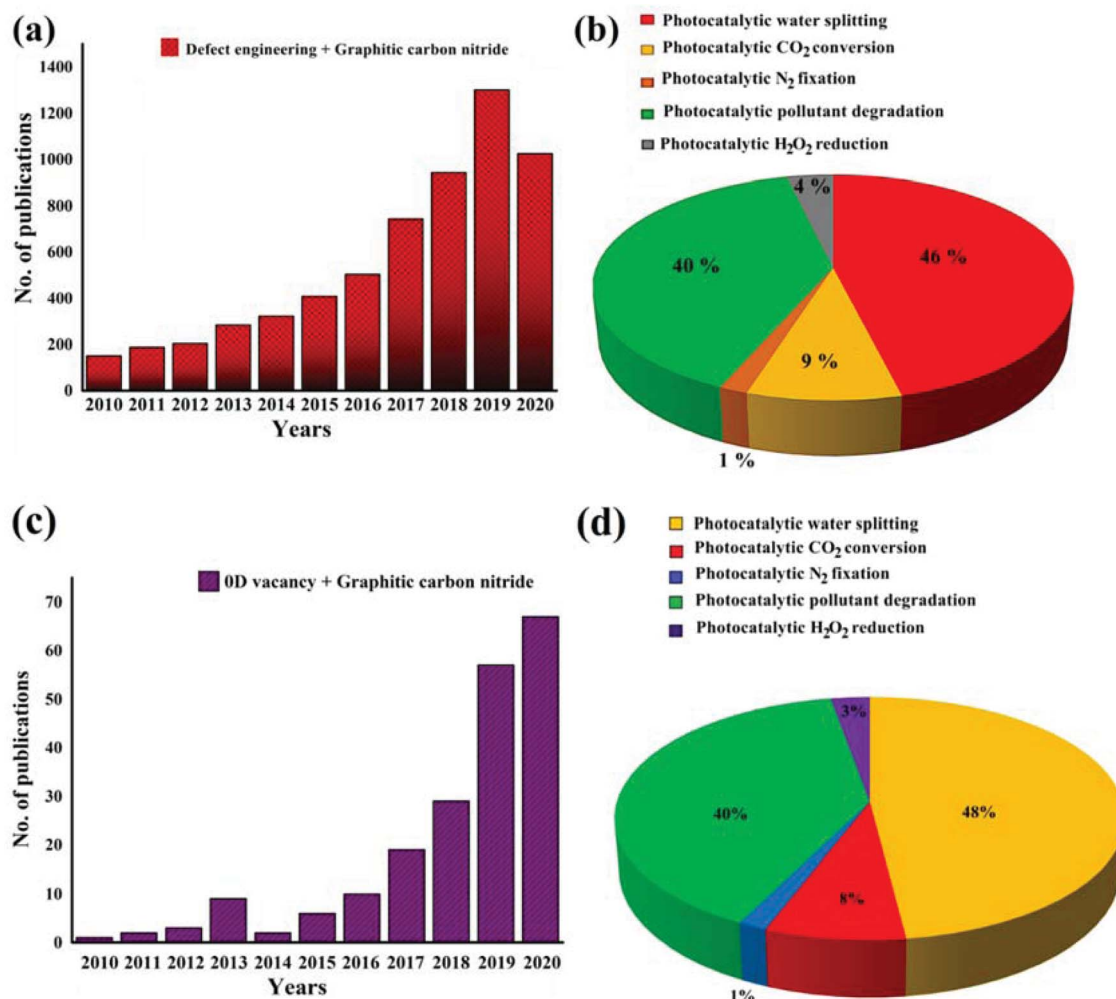 (a)
Defect engineering + Graphitic carbon nitride
No. of publications
1400
1200
1000
800
600
400
200
0
2010 2011 2012 2013 2014 2015 2016 2017 2018 2019 2020
Years
(b)
Photocatalytic water splitting
Photocatalytic CO₂ conversion
Photocatalytic N₂ fixation
Photocatalytic pollutant degradation
Photocatalytic H₂O₂ reduction
4 %
40 %
46 %
9 %
1 %
(c)
0D vacancy + Graphitic carbon nitride
No. of publications
70
60
50
40
30
20
10
0
2010 2011 2012 2013 2014 2015 2016 2017 2018 2019 2020
Years
(d)
Photocatalytic water splitting
Photocatalytic CO₂ conversion
Photocatalytic N₂ fixation
Photocatalytic pollutant degradation
Photocatalytic H₂O₂ reduction
3%
40%
48%
8%
1%